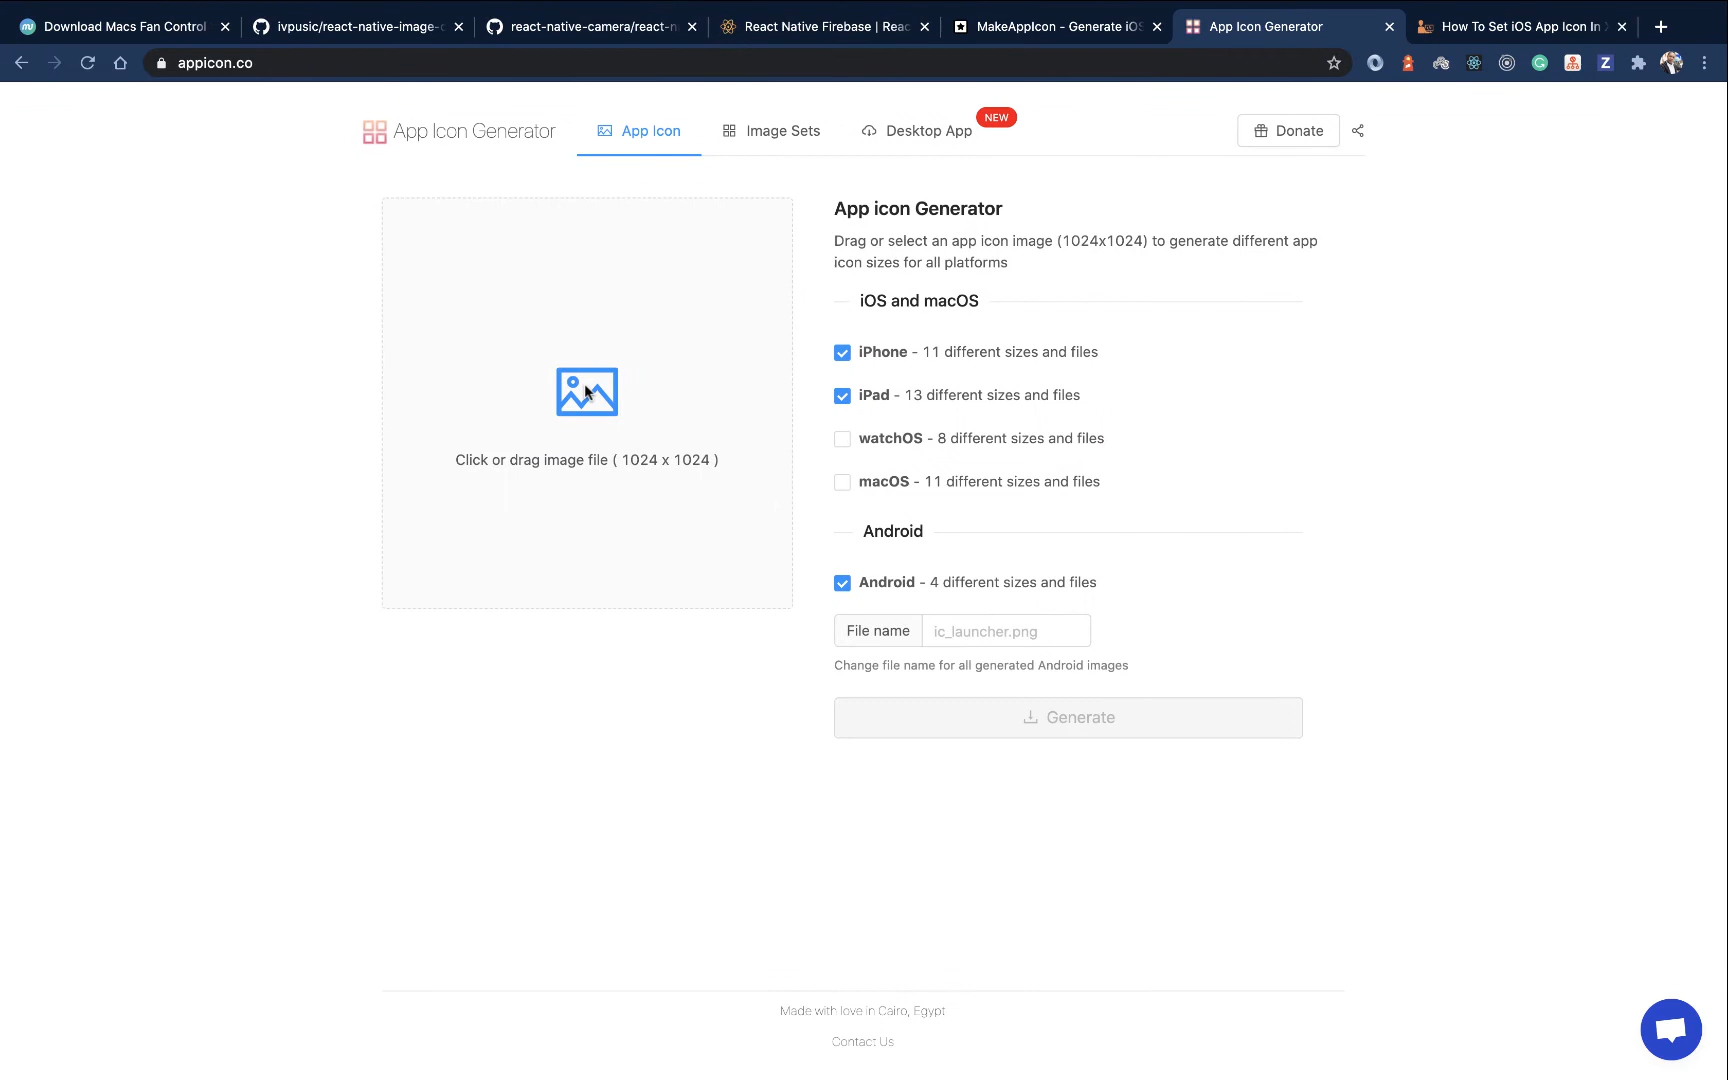 Download Macs Fan Control
ivpusic/react-native-image-
react-native-camera/react-n
React Native Firebase | Reac
MakeAppIcon - Generate iOS
App Icon Generator
How To Set iOS App Icon In
appicon.co
Z
App Icon Generator
App Icon
Image Sets
Desktop App
NEW
Donate
App icon Generator
Drag or select an app icon image (1024x1024) to generate different app
icon sizes for all platforms
iOS and macOS
iPhone - 11 different sizes and files
iPad - 13 different sizes and files
watchOS - 8 different sizes and files
macOS - 11 different sizes and files
Click or drag image file ( 1024 x 1024 )
Android
Android - 4 different sizes and files
File name
ic_launcher.png
Change file name for all generated Android images
Generate
Made with love in Cairo, Egypt
Contact Us